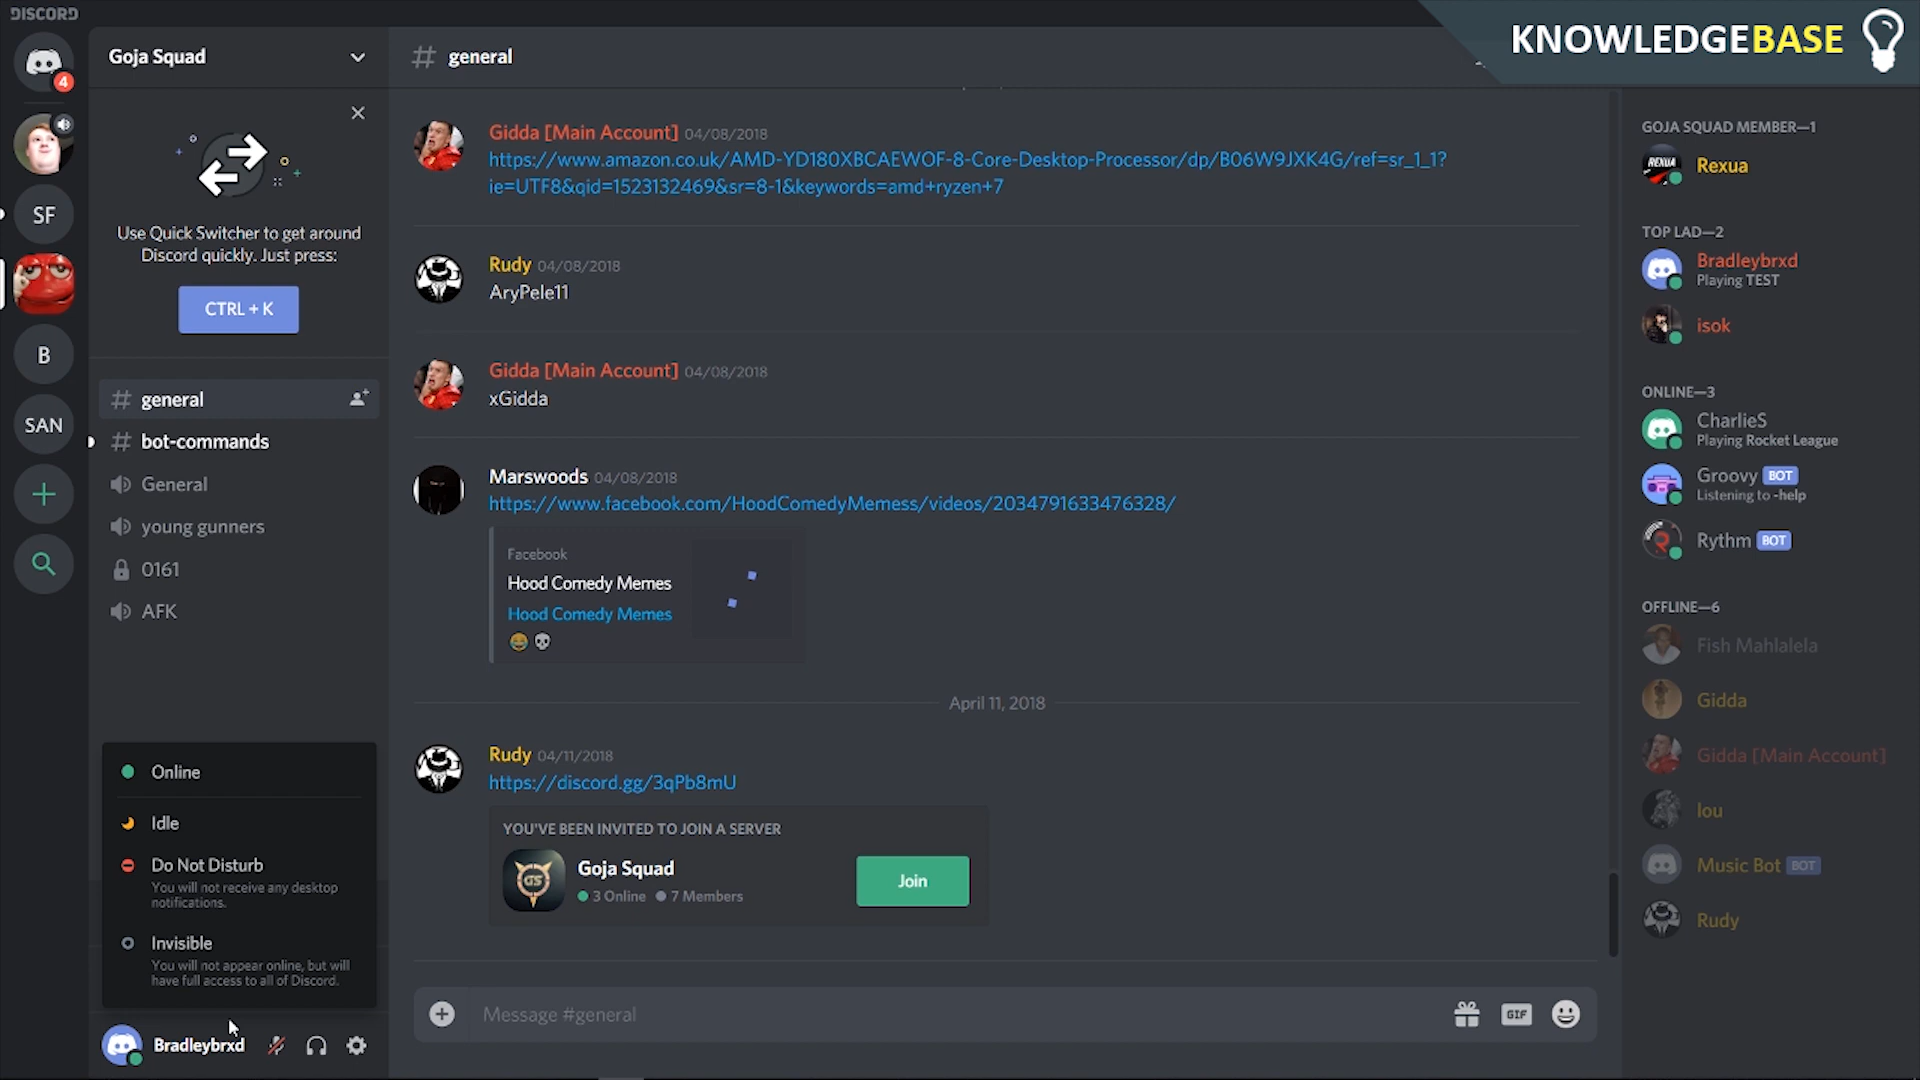 DISCORD
KNOWLEDGEBASE
4
SF
B
SAN
Goja Squad
Use Quick Switcher to get around
Discord quickly. Just press:
CTRL + K
# general
# bot-commands
General
young gunners
0161
AFK
Online
Idle
Do Not Disturb
You will not receive any desktop
notifications.
Invisible
You will not appear online, but will
have full access to all of Discord.
Bradleybrxd
# general
Gidda [Main Account] 04/08/2018
https://www.amazon.co.uk/AMD-YD180XBCAEWOF-8-Core-Desktop-Processor/dp/B06W9JXK4G/ref=sr_1_1?
ie=UTF8&qid=1523132469&sr=8-1&keywords=amd+ryzen+7
Rudy 04/08/2018
AryPele11
Gidda [Main Account] 04/08/2018
xGidda
Marswoods 04/08/2018
https://www.facebook.com/HoodComedyMemess/videos/2034791633476328/
Facebook
Hood Comedy Memes
Hood Comedy Memes
😂 💀
April 11, 2018
Rudy 04/11/2018
https://discord.gg/3qPb8mU
YOU'VE BEEN INVITED TO JOIN A SERVER
GS
Goja Squad
3 Online 7 Members
Join
Message #general
GIF
GOJA SQUAD MEMBER—1
REXUA
Rexua
TOP LAD—2
Bradleybrxd
Playing TEST
isok
ONLINE—3
CharlieS
Playing Rocket League
Groovy BOT
Listening to -help
Rythm BOT
OFFLINE—6
Fish Mahlalela
Gidda
Gidda [Main Account]
lou
Music Bot BOT
Rudy